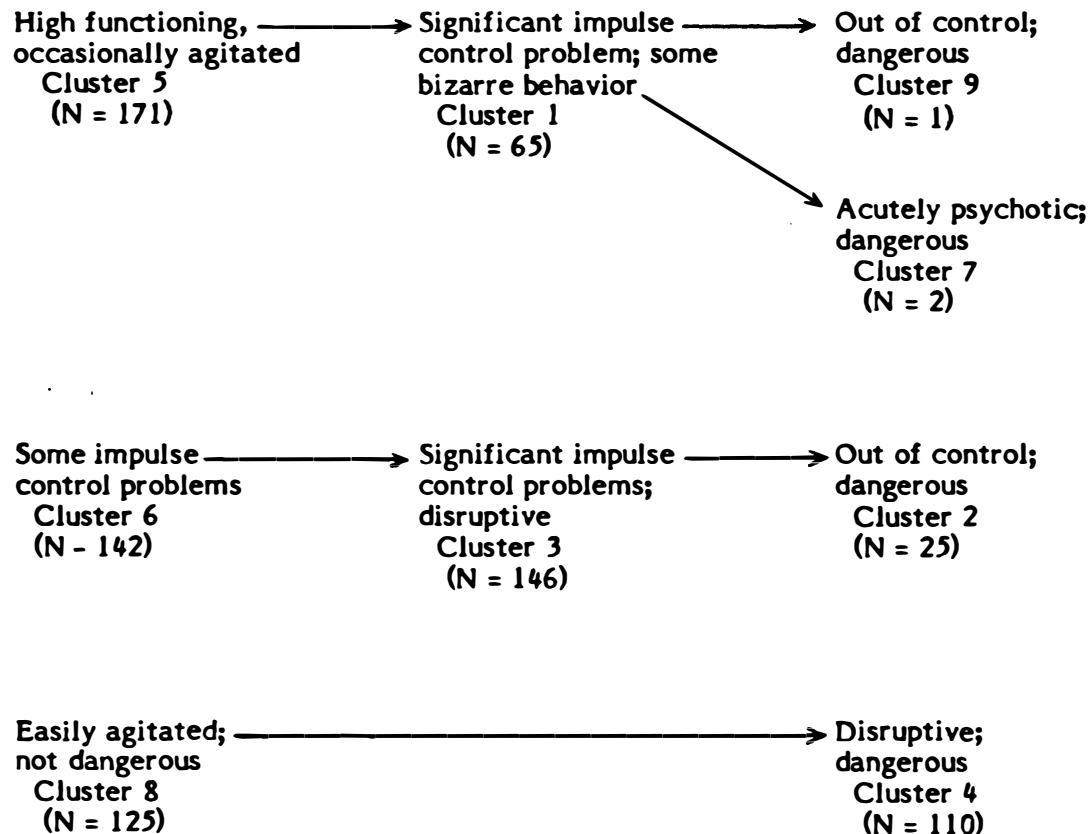 High functioning,
occasionally agitated
Cluster 5
(N = 171)
Significant impulse
control problem; some
bizarre behavior
Cluster 1
(N = 65)
Out of control;
dangerous
Cluster 9
(N = 1)
Acutely psychotic;
dangerous
Cluster 7
(N = 2)
Some impulse
control problems
Cluster 6
(N - 142)
Significant impulse
control problems;
disruptive
Cluster 3
(N = 146)
Out of control;
dangerous
Cluster 2
(N = 25)
Easily agitated;
not dangerous
Cluster 8
(N = 125)
Disruptive;
dangerous
Cluster 4
(N = 110)